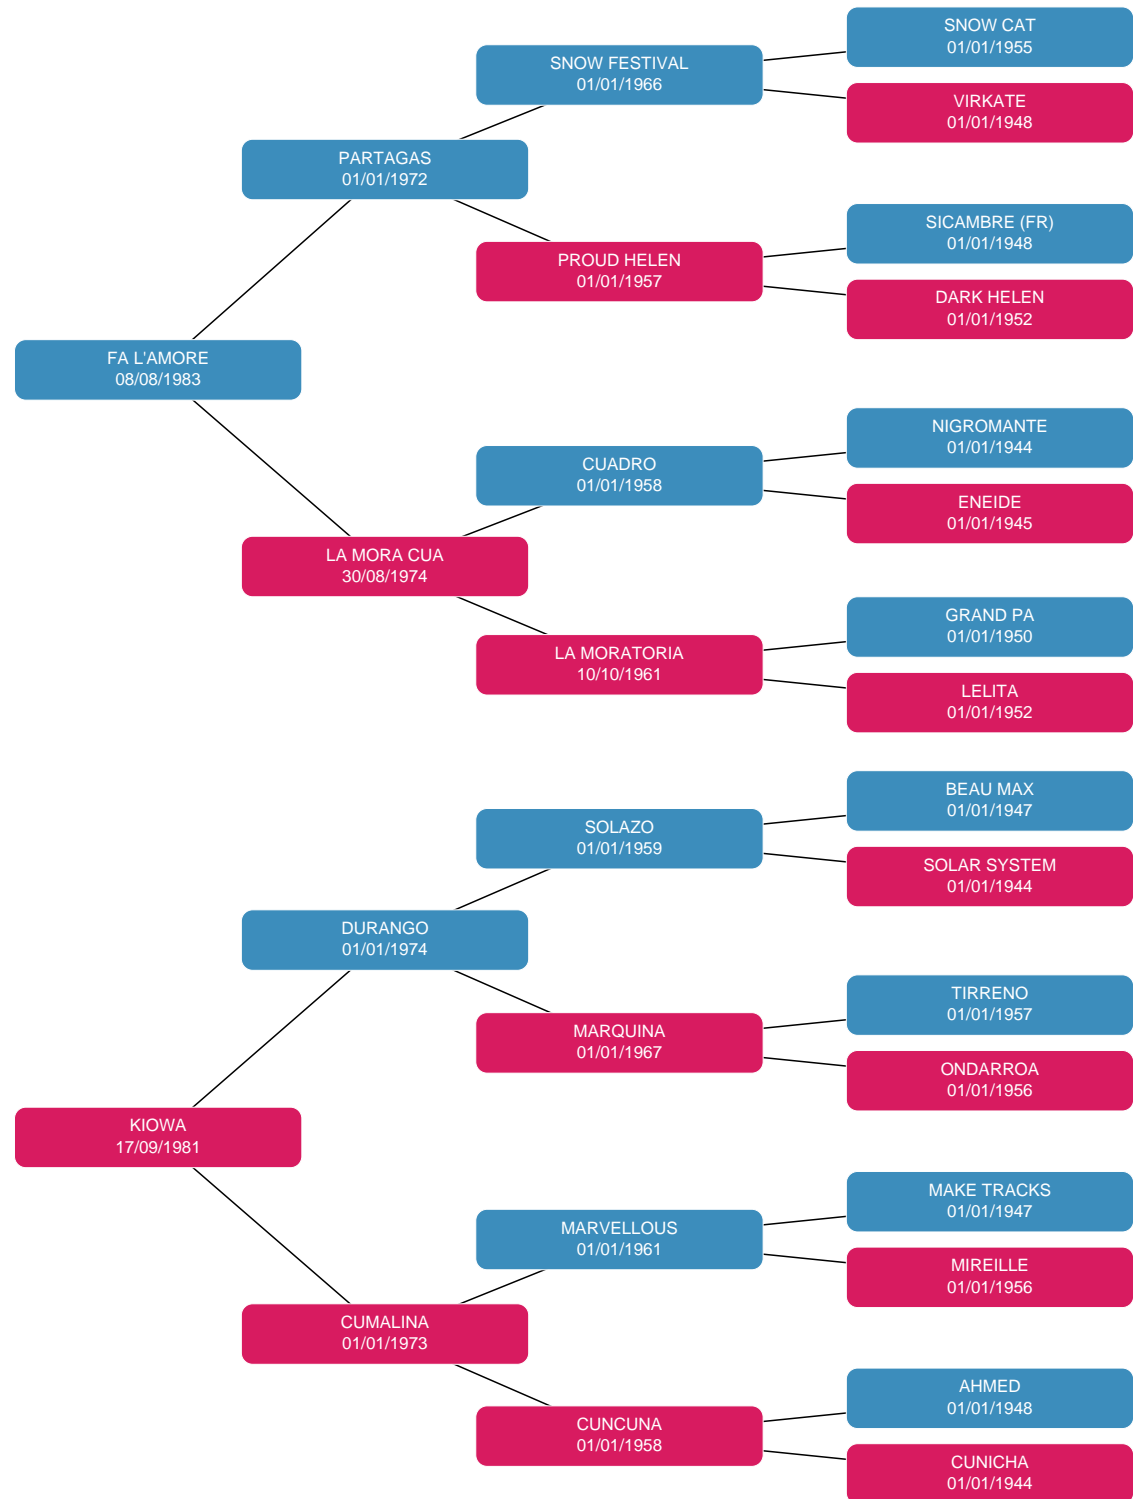 SNOW CAT
01/01/1955
SNOW FESTIVAL
01/01/1966
VIRKATE
01/01/1948
PARTAGAS
01/01/1972
SICAMBRE (FR)
01/01/1948
PROUD HELEN
01/01/1957
DARK HELEN
01/01/1952
FA L'AMORE
08/08/1983
NIGROMANTE
01/01/1944
CUADRO
01/01/1958
ENEIDE
01/01/1945
LA MORA CUA
30/08/1974
GRAND PA
01/01/1950
LA MORATORIA
10/10/1961
LELITA
01/01/1952
BEAU MAX
01/01/1947
SOLAZO
01/01/1959
SOLAR SYSTEM
01/01/1944
DURANGO
01/01/1974
TIRRENO
01/01/1957
MARQUINA
01/01/1967
ONDARROA
01/01/1956
KIOWA
17/09/1981
MAKE TRACKS
01/01/1947
MARVELLOUS
01/01/1961
MIREILLE
01/01/1956
CUMALINA
01/01/1973
AHMED
01/01/1948
CUNCUNA
01/01/1958
CUNICHA
01/01/1944